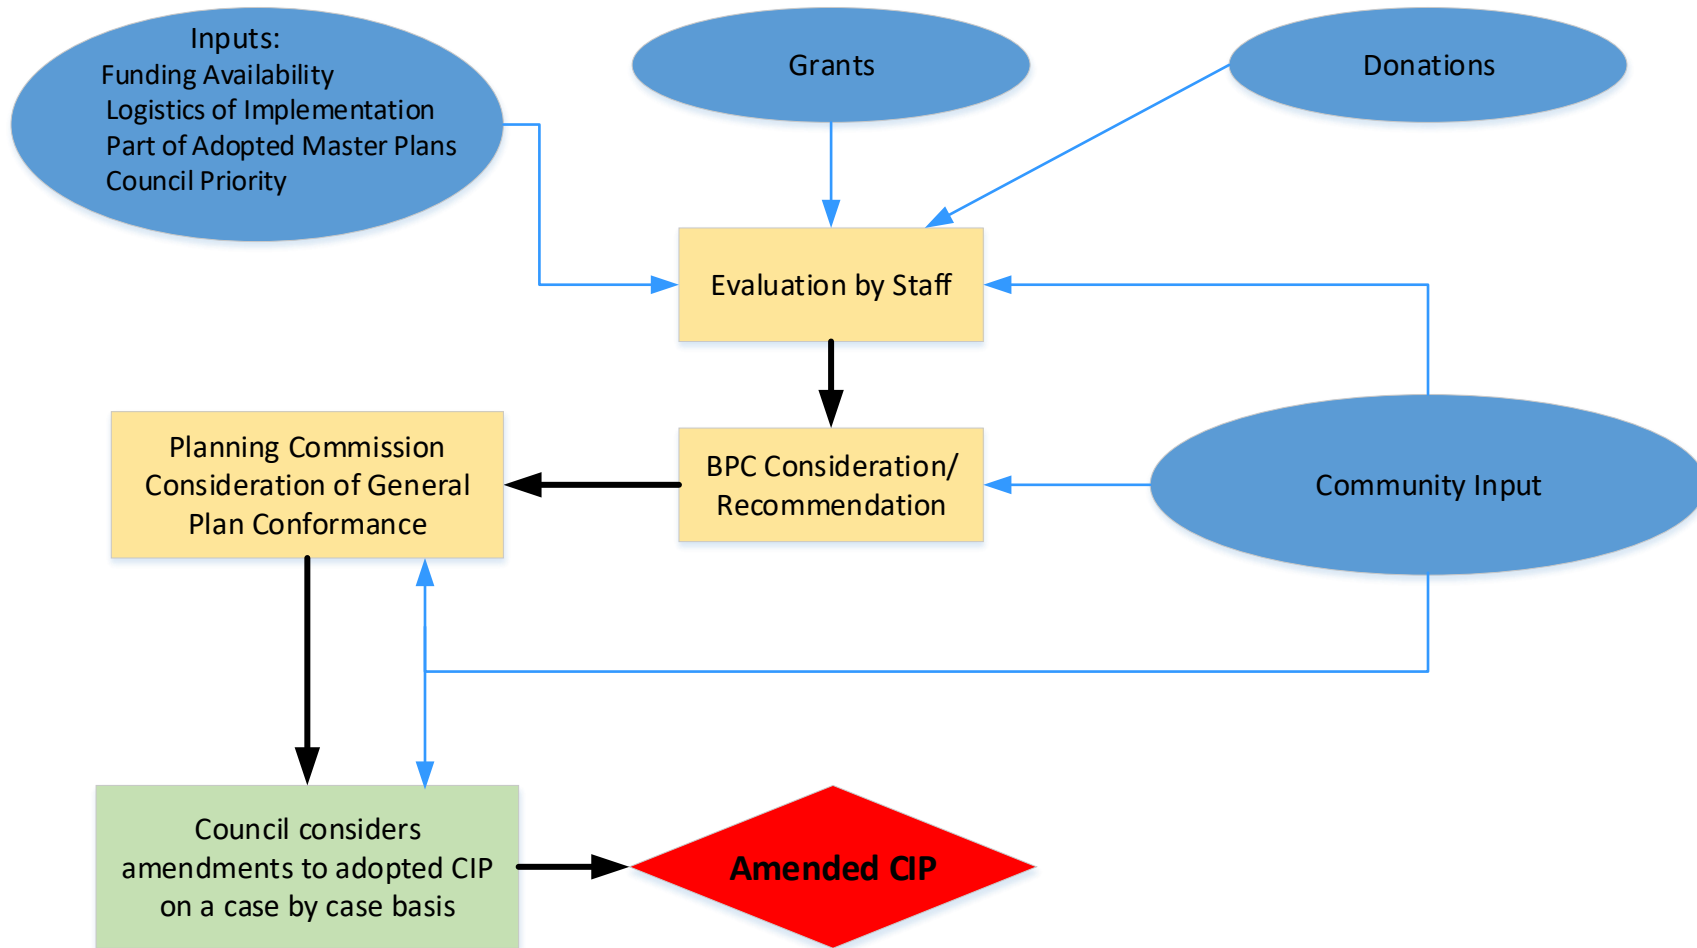 Inputs:
Funding Availability
Logistics of Implementation
Part of Adopted Master Plans
Council Priority
Grants
Donations
Evaluation by Staff
Planning Commission
Consideration of General
Plan Conformance
BPC Consideration/
Recommendation
Community Input
Council considers
amendments to adopted CIP
on a case by case basis
Amended CIP